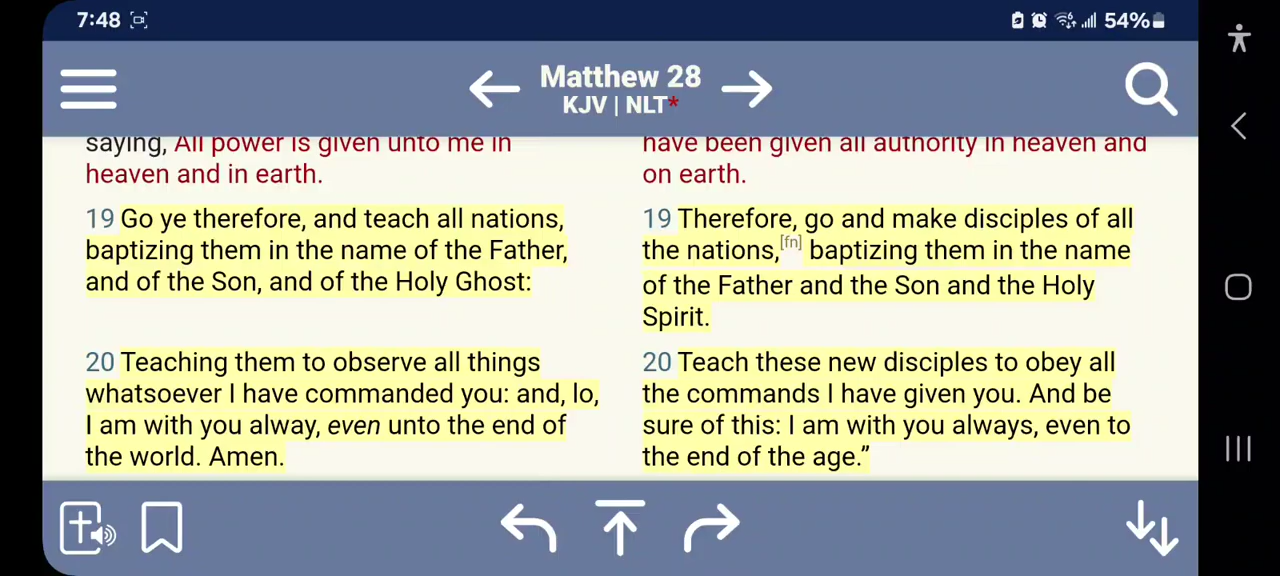 7:48
54%
Matthew 28
KJV | NLT*
saying, All power is given unto me in
heaven and in earth.
19 Go ye therefore, and teach all nations,
baptizing them in the name of the Father,
and of the Son, and of the Holy Ghost:
20 Teaching them to observe all things
whatsoever I have commanded you: and, lo,
I am with you alway, even unto the end of
the world. Amen.
have been given all authority in heaven and
on earth.
19 Therefore, go and make disciples of all
the nations,[fn] baptizing them in the name
of the Father and the Son and the Holy
Spirit.
20 Teach these new disciples to obey all
the commands I have given you. And be
sure of this: I am with you always, even to
the end of the age.”